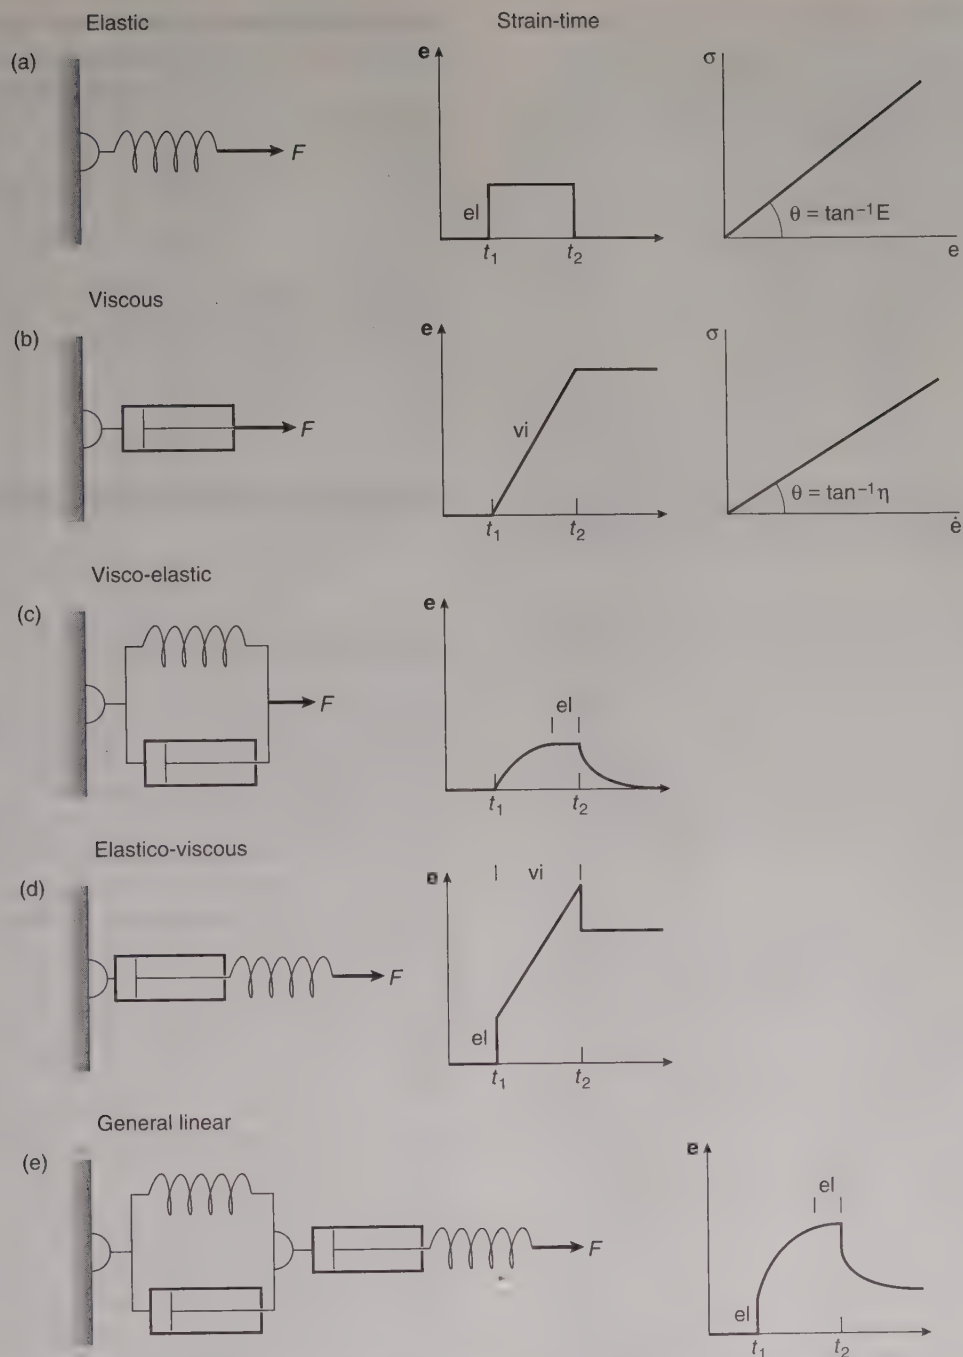 Elastic
Strain-time
(a)
F
e
el
t₁ t₂
σ
θ = tan⁻¹E
e
Viscous
(b)
F
e
vi
t₁ t₂
σ
θ = tan⁻¹η
ė
Visco-elastic
(c)
F
e
el
t₁ t₂
Elastico-viscous
(d)
F
e
vi
el
t₁ t₂
General linear
(e)
F
e
el
el
t₁ t₂